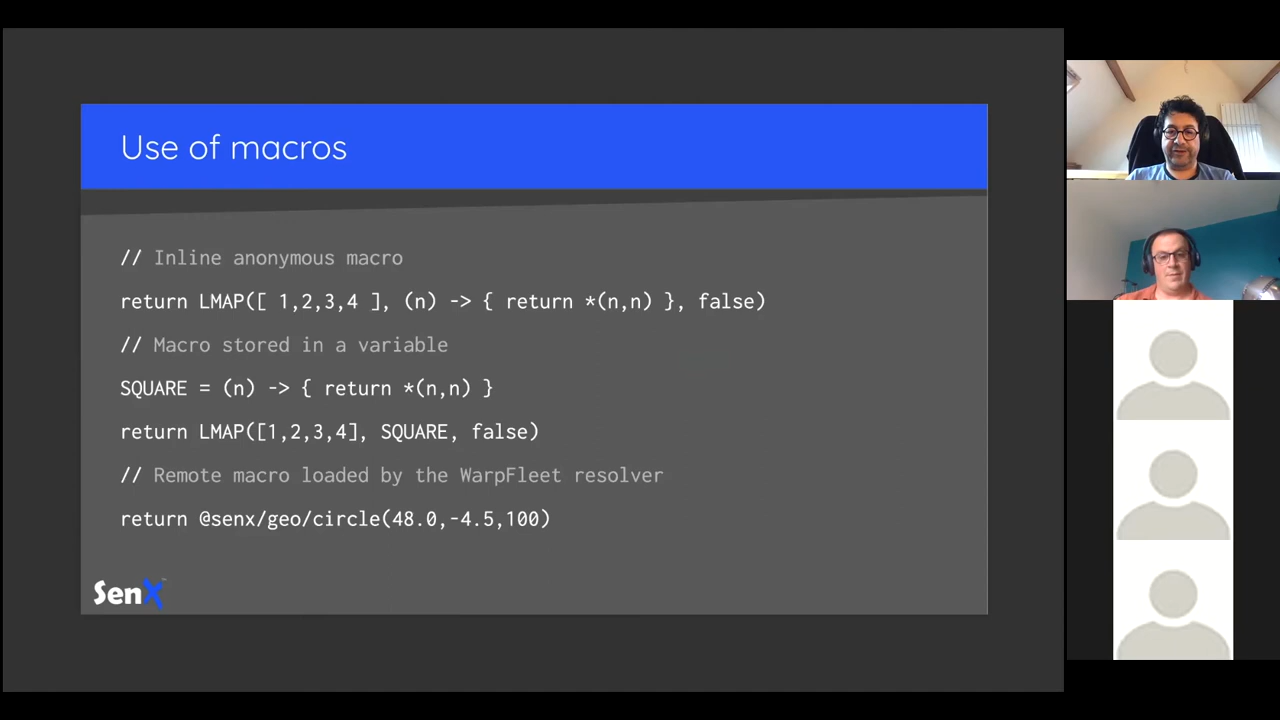 Use of macros
// Inline anonymous macro
return LMAP([ 1,2,3,4 ], (n) -> { return *(n,n) }, false)
// Macro stored in a variable
SQUARE = (n) -> { return *(n,n) }
return LMAP([1,2,3,4], SQUARE, false)
// Remote macro loaded by the WarpFleet resolver
return @senx/geo/circle(48.0,-4.5,100)
SenX